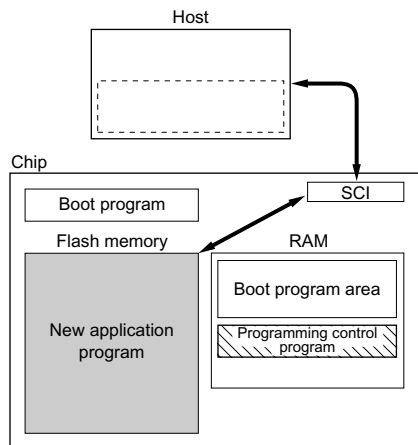 Host
Chip
SCI
Boot program
Flash memory
RAM
Boot program area
New application
program
Programming control
program